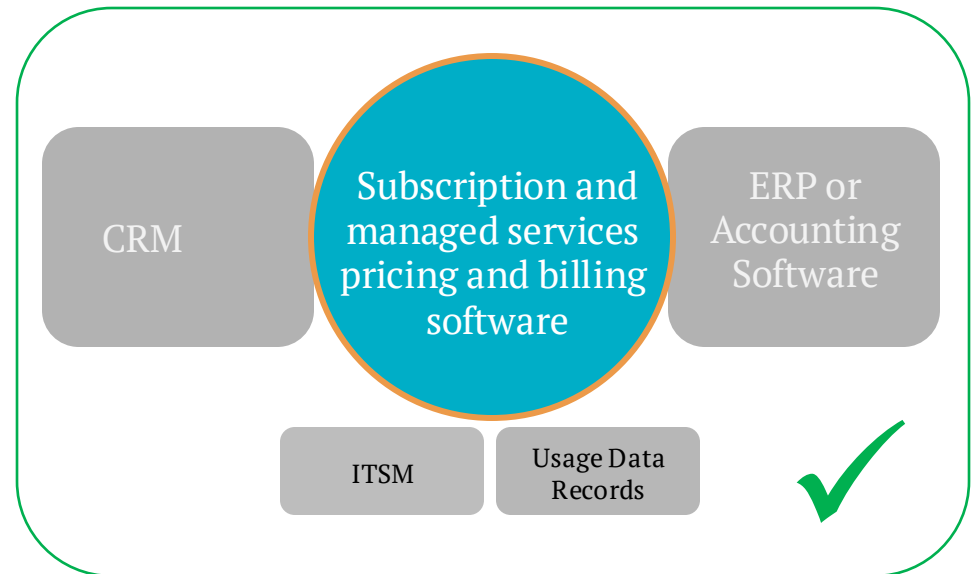 CRM
Subscription and
managed services
pricing and billing
software
ERP or
Accounting
Software
ITSM
Usage Data
Records